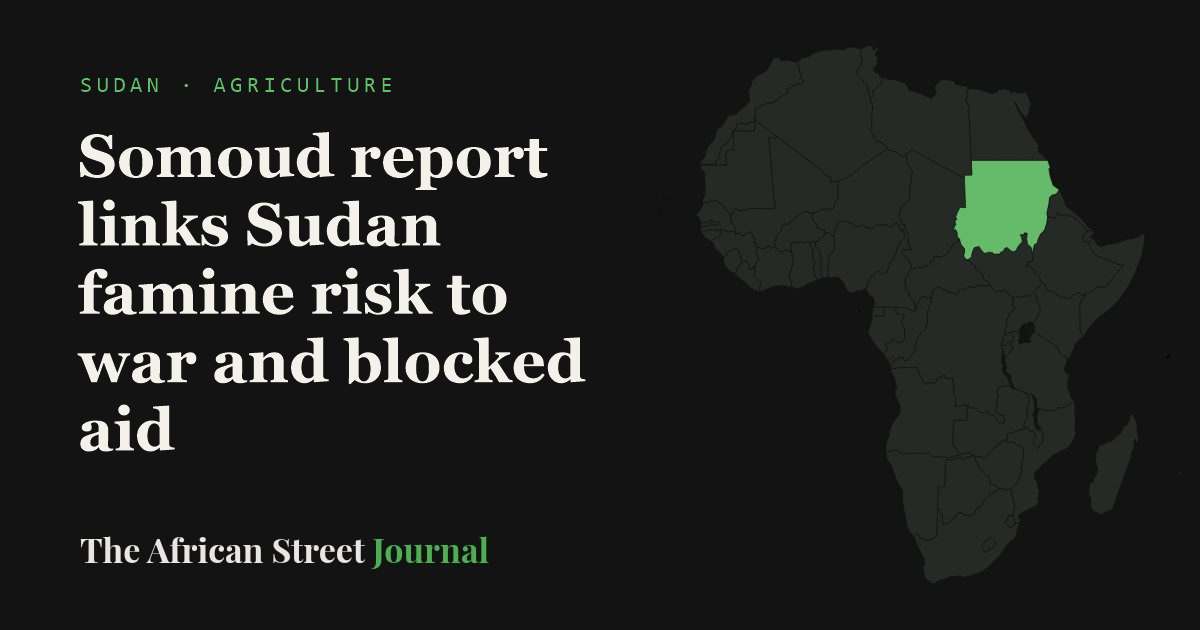 SUDAN · AGRICULTURE
Somoud report
links Sudan
famine risk to
war and blocked
aid
The African Street Journal